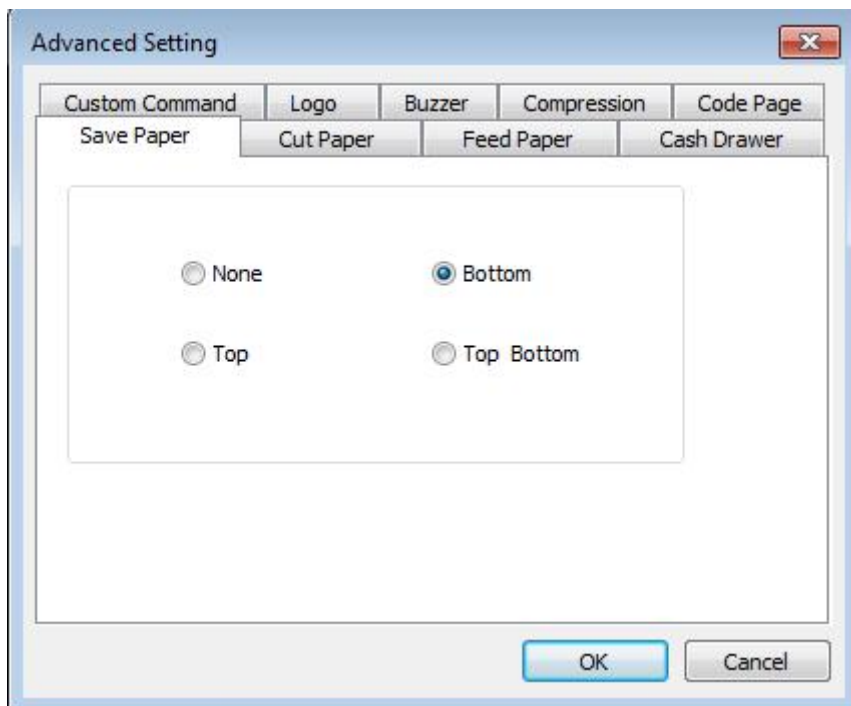 Advanced Setting
Custom Command Logo Buzzer Compression Code Page
Save Paper Cut Paper Feed Paper Cash Drawer
None Bottom
Top Top Bottom
OK Cancel